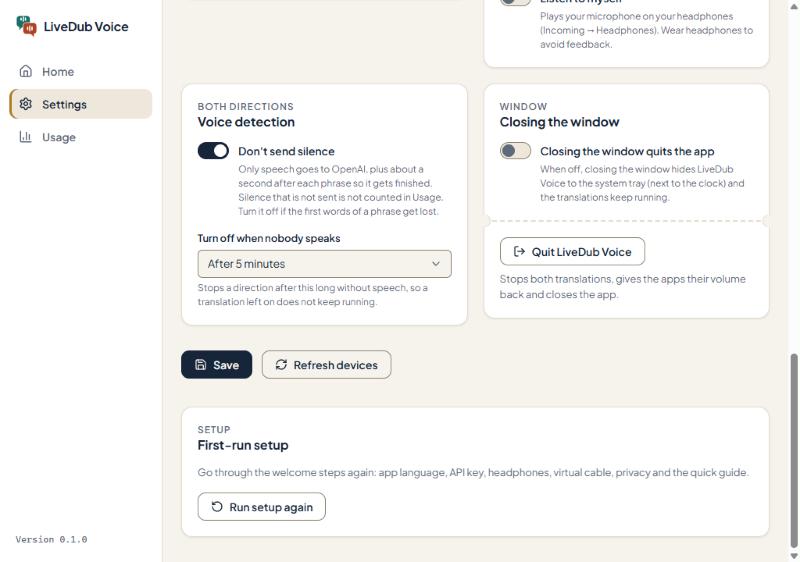 LiveDub Voice
Home
Settings
Usage
Version 0.1.0
Listen to myself
Plays your microphone on your headphones
(Incoming → Headphones). Wear headphones to
avoid feedback.
BOTH DIRECTIONS
Voice detection
Don't send silence
Only speech goes to OpenAI, plus about a
second after each phrase so it gets finished.
Silence that is not sent is not counted in Usage.
Turn it off if the first words of a phrase get lost.
Turn off when nobody speaks
After 5 minutes
Stops a direction after this long without speech, so a
translation left on does not keep running.
WINDOW
Closing the window
Closing the window quits the app
When off, closing the window hides LiveDub
Voice to the system tray (next to the clock) and
the translations keep running.
Quit LiveDub Voice
Stops both translations, gives the apps their volume
back and closes the app.
Save
Refresh devices
SETUP
First-run setup
Go through the welcome steps again: app language, API key, headphones, virtual cable, privacy and the quick guide.
Run setup again